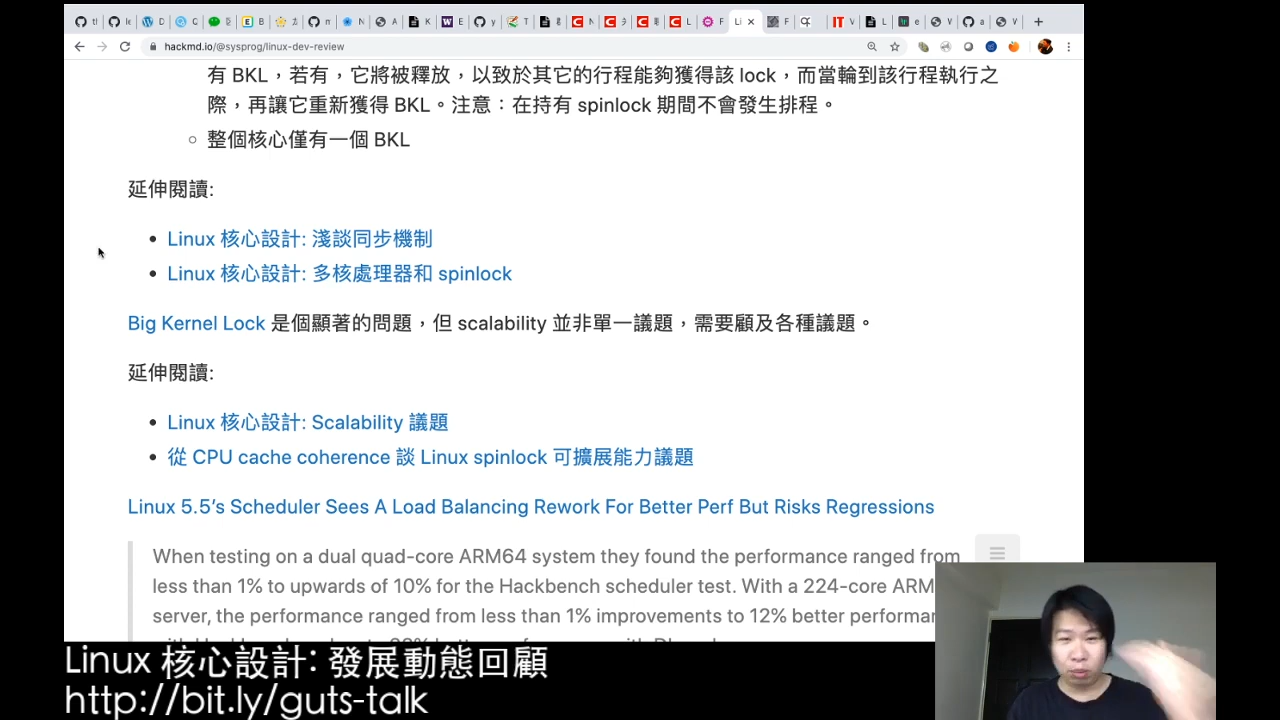 hackmd.io/@sysprog/linux-dev-review
有 BKL，若有，它將被釋放，以致於其它的行程能夠獲得該 lock，而當輪到該行程執行之
際，再讓它重新獲得 BKL。注意：在持有 spinlock 期間不會發生排程。
整個核心僅有一個 BKL
延伸閱讀:
Linux 核心設計: 淺談同步機制
Linux 核心設計: 多核處理器和 spinlock
Big Kernel Lock 是個顯著的問題，但 scalability 並非單一議題，需要顧及各種議題。
延伸閱讀:
Linux 核心設計: Scalability 議題
從 CPU cache coherence 談 Linux spinlock 可擴展能力議題
Linux 5.5’s Scheduler Sees A Load Balancing Rework For Better Perf But Risks Regressions
When testing on a dual quad-core ARM64 system they found the performance ranged from
less than 1% to upwards of 10% for the Hackbench scheduler test. With a 224-core ARM
server, the performance ranged from less than 1% improvements to 12% better
Linux 核心設計: 發展動態回顧
http://bit.ly/guts-talk